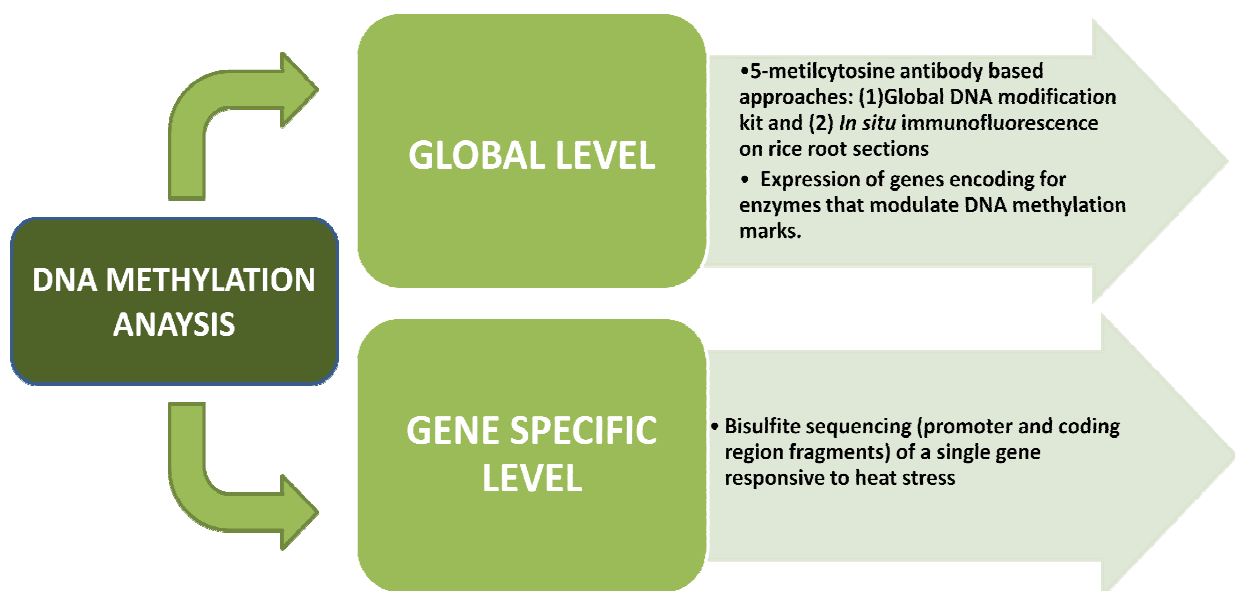 DNA METHYLATION
ANAYSIS
GLOBAL LEVEL
•5-metilcytosine antibody based
approaches: (1)Global DNA modification
kit and (2) In situ immunofluorescence
on rice root sections
• Expression of genes encoding for
enzymes that modulate DNA methylation
marks.
GENE SPECIFIC
LEVEL
• Bisulfite sequencing (promoter and coding
region fragments) of a single gene
responsive to heat stress